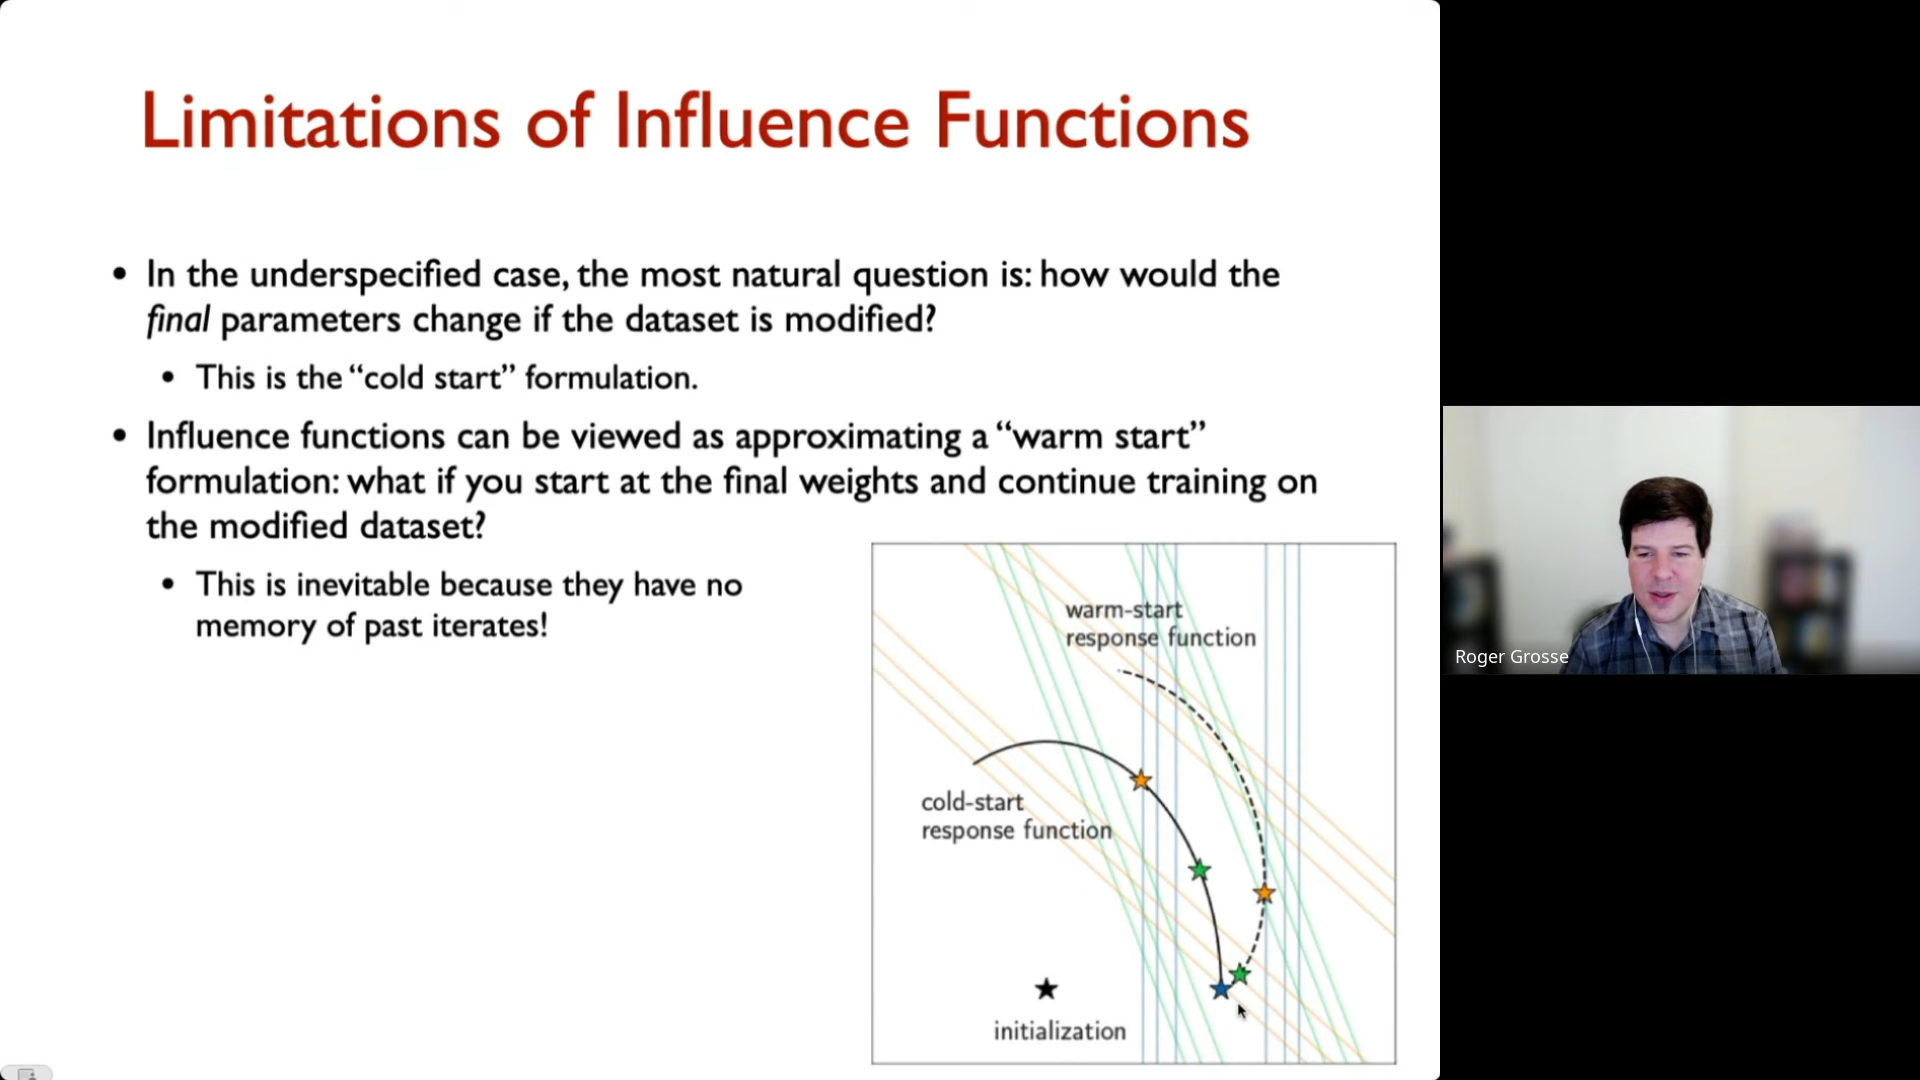 Limitations of Influence Functions
• In the underspecified case, the most natural question is: how would the
final parameters change if the dataset is modified?
• This is the “cold start” formulation.
• Influence functions can be viewed as approximating a “warm start”
formulation: what if you start at the final weights and continue training on
the modified dataset?
• This is inevitable because they have no
memory of past iterates!
warm-start
response function
cold-start
response function
initialization
Roger Grosse